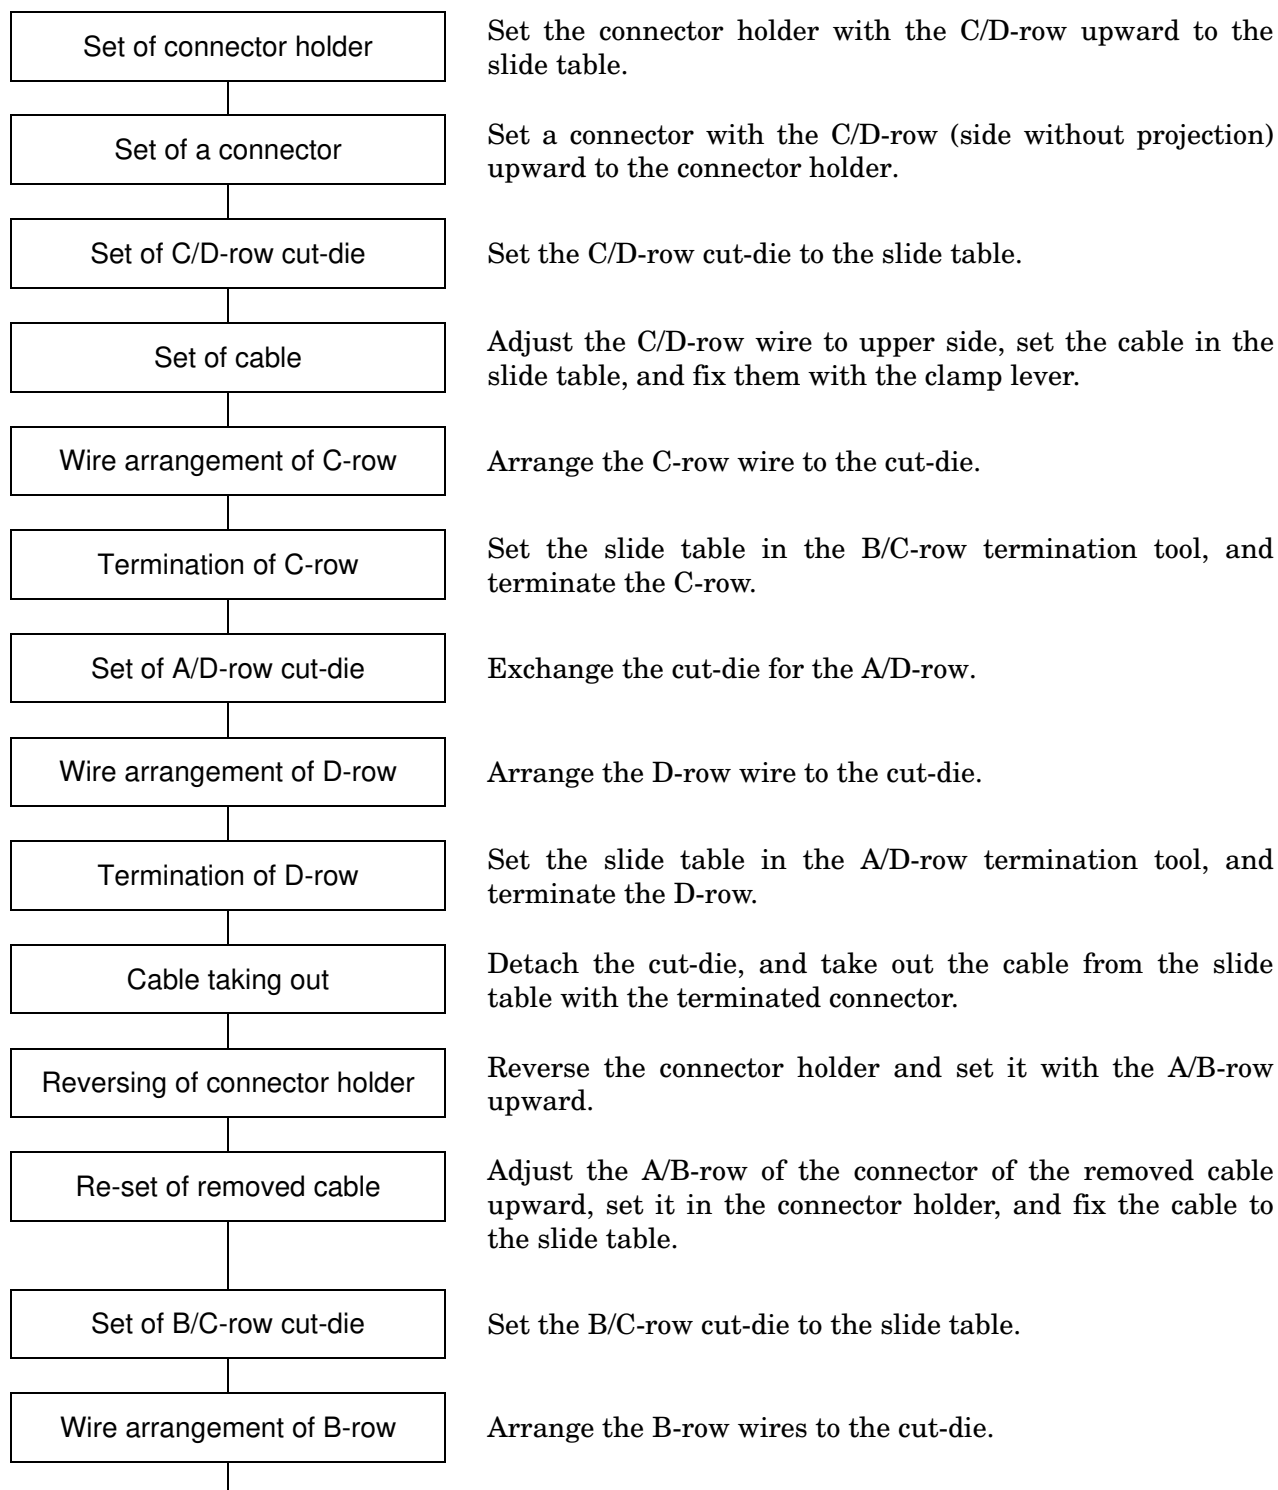 Set of connector holder
Set the connector holder with the C/D-row upward to the
slide table.
Set of a connector
Set a connector with the C/D-row (side without projection)
upward to the connector holder.
Set of C/D-row cut-die
Set the C/D-row cut-die to the slide table.
Set of cable
Adjust the C/D-row wire to upper side, set the cable in the
slide table, and fix them with the clamp lever.
Wire arrangement of C-row
Arrange the C-row wire to the cut-die.
Termination of C-row
Set the slide table in the B/C-row termination tool, and
terminate the C-row.
Set of A/D-row cut-die
Exchange the cut-die for the A/D-row.
Wire arrangement of D-row
Arrange the D-row wire to the cut-die.
Termination of D-row
Set the slide table in the A/D-row termination tool, and
terminate the D-row.
Cable taking out
Detach the cut-die, and take out the cable from the slide
table with the terminated connector.
Reversing of connector holder
Reverse the connector holder and set it with the A/B-row
upward.
Re-set of removed cable
Adjust the A/B-row of the connector of the removed cable
upward, set it in the connector holder, and fix the cable to
the slide table.
Set of B/C-row cut-die
Set the B/C-row cut-die to the slide table.
Wire arrangement of B-row
Arrange the B-row wires to the cut-die.